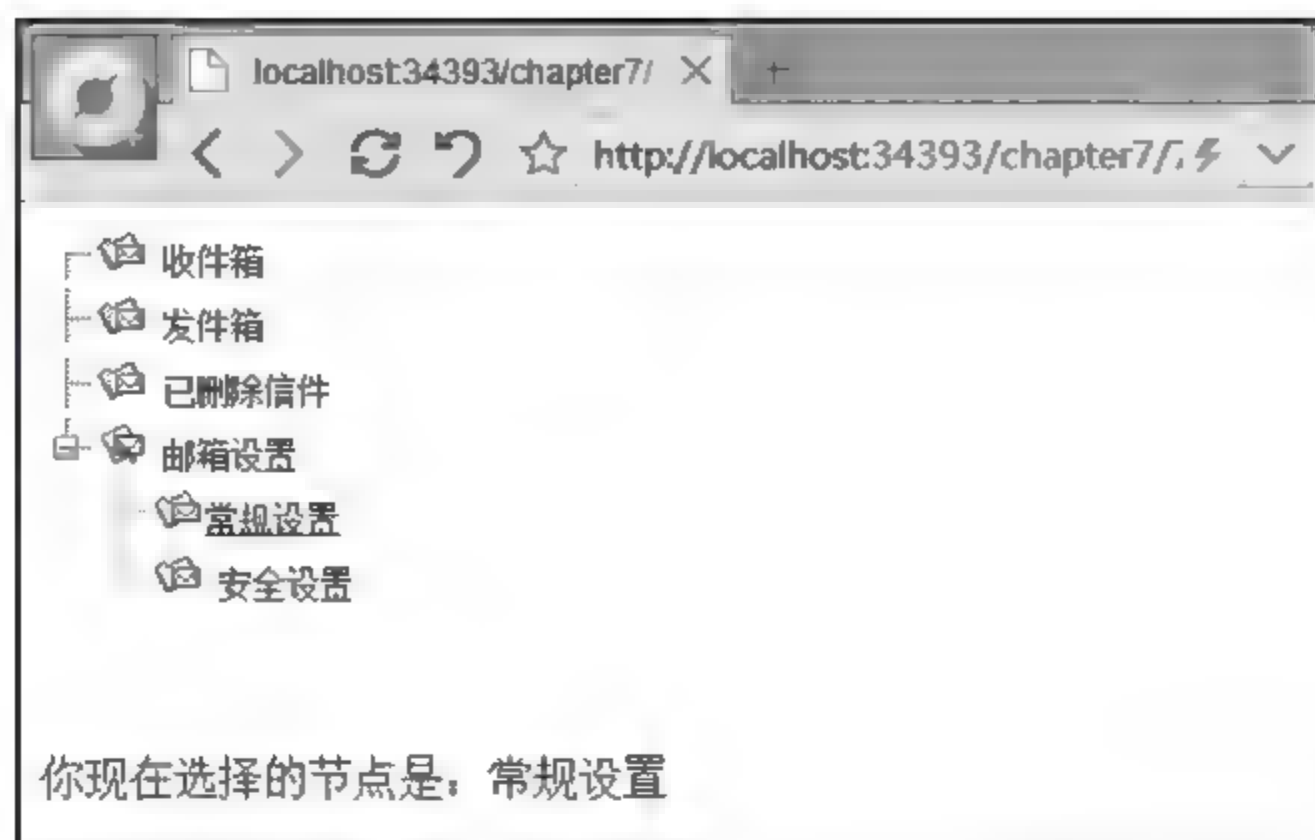 localhost:34393/chapter7/
http://localhost:34393/chapter7/
收件箱
发件箱
已删除信件
邮箱设置
常规设置
安全设置
你现在选择的节点是：常规设置